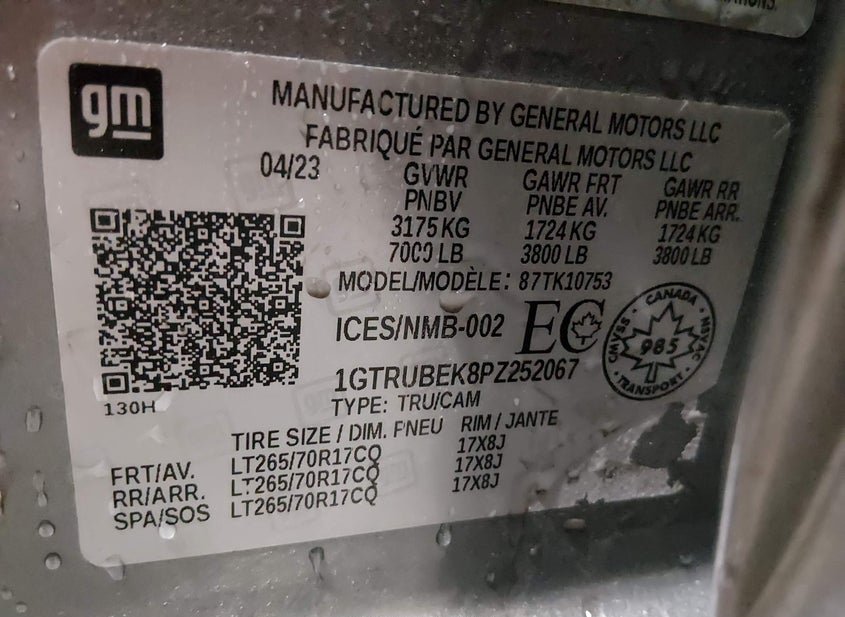 gm
MANUFACTURED BY GENERAL MOTORS LLC
FABRIQUÉ PAR GENERAL MOTORS LLC
04/23
GVWR GAWR FRT GAWR RR
PNBV PNBE AV. PNBE ARR.
3175 KG 1724 KG 1724 KG
7000 LB 3800 LB 3800 LB
MODEL/MODÈLE: 87TK10753
ICES/NMB-002 EC
CANADA
CMVSS 985 NSVAC
TRANSPORT
1GTRUBEK8PZ252067
130H
TYPE: TRU/CAM
TIRE SIZE / DIM. PNEU RIM / JANTE
FRT/AV. LT265/70R17CQ 17X8J
RR/ARR. LT265/70R17CQ 17X8J
SPA/SOS LT265/70R17CQ 17X8J